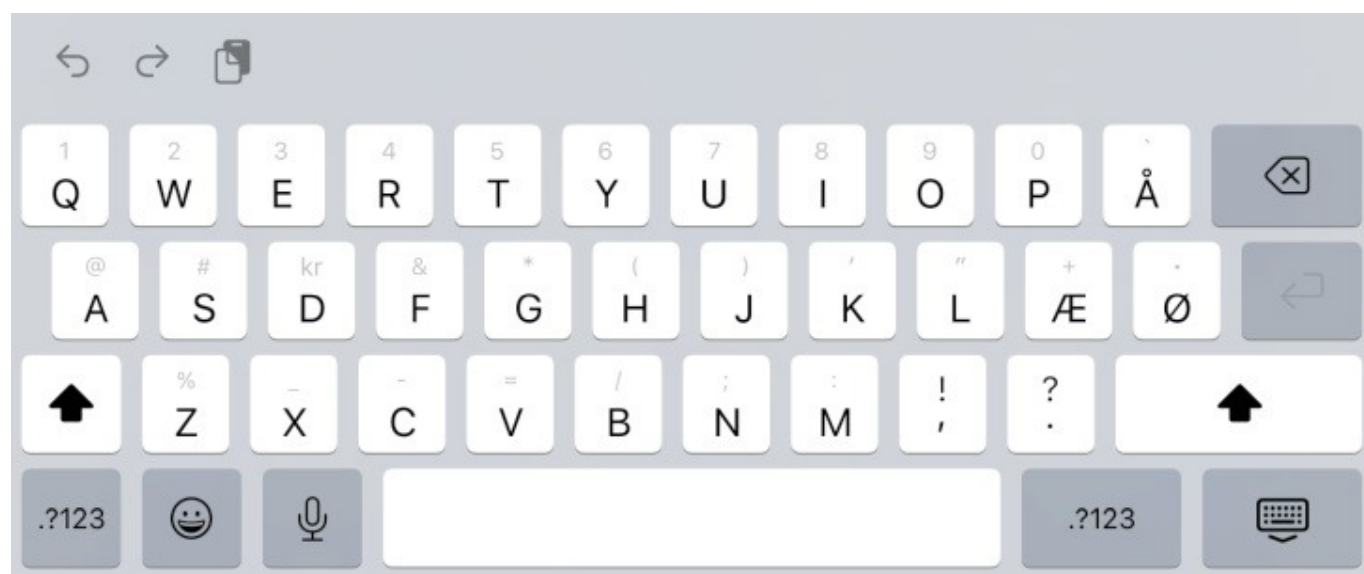 1 2 3 4 5 6 7 8 9 0 `
Q W E R T Y U I O P Å
@ # kr & * ( ) ' " + ·
A S D F G H J K L Æ Ø
% _ - = / ; : ! ?
Z X C V B N M , .
.?123 .?123